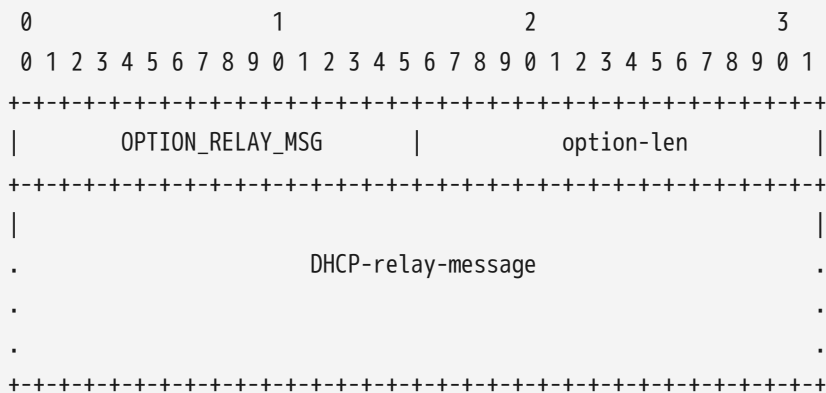 0                   1                   2                   3
 0 1 2 3 4 5 6 7 8 9 0 1 2 3 4 5 6 7 8 9 0 1 2 3 4 5 6 7 8 9 0 1
+-+-+-+-+-+-+-+-+-+-+-+-+-+-+-+-+-+-+-+-+-+-+-+-+-+-+-+-+-+-+-+-+
|        OPTION_RELAY_MSG       |           option-len          |
+-+-+-+-+-+-+-+-+-+-+-+-+-+-+-+-+-+-+-+-+-+-+-+-+-+-+-+-+-+-+-+-+
|                                                               |
.                       DHCP-relay-message                      .
.                                                               .
.                                                               .
+-+-+-+-+-+-+-+-+-+-+-+-+-+-+-+-+-+-+-+-+-+-+-+-+-+-+-+-+-+-+-+-+